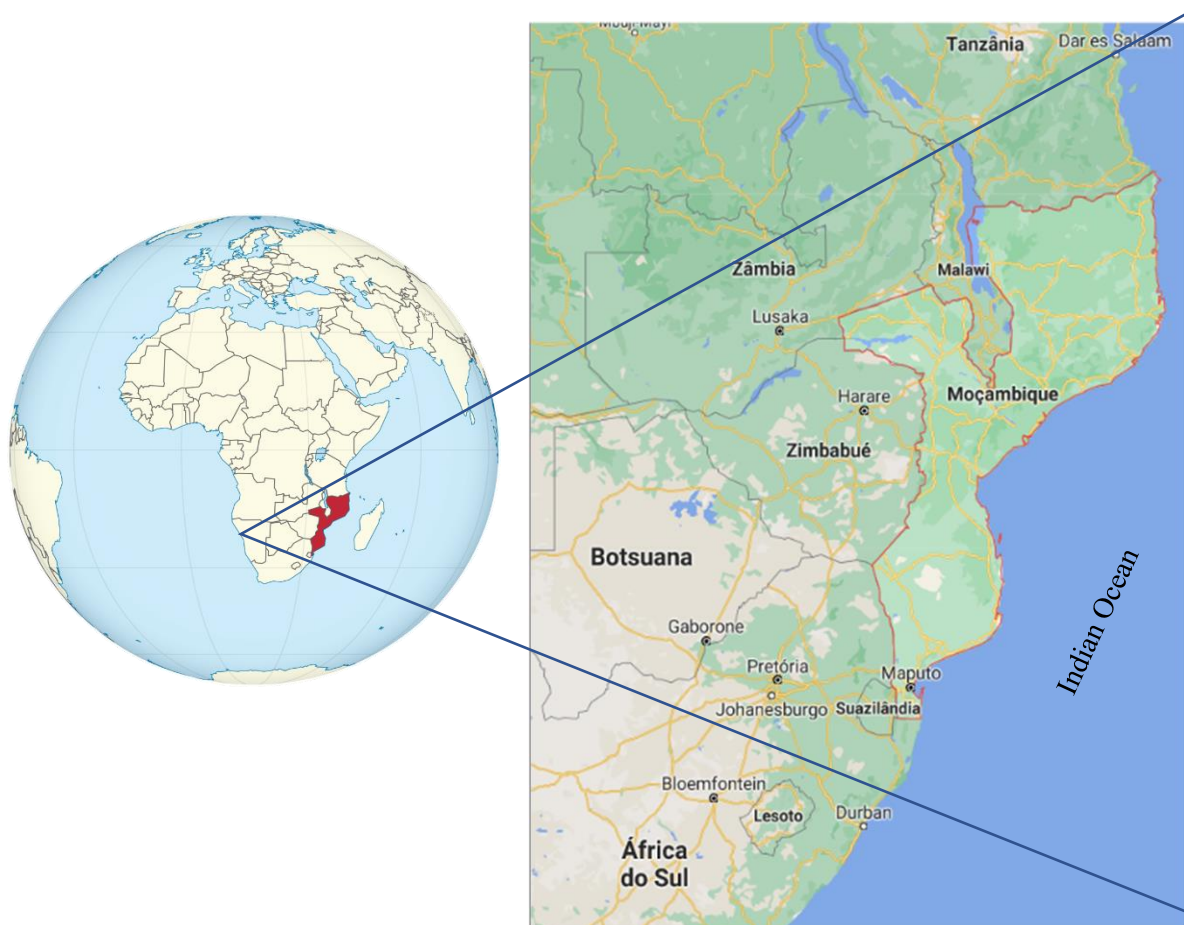 Tanzânia
Dar es Salaam
Zâmbia
Malawi
Lusaka
Moçambique
Harare
Zimbabué
Botsuana
Indian Ocean
Gaborone
Pretória
Maputo
Johanesburgo
Suazilândia
Bloemfontein
Lesoto
Durban
África
do Sul